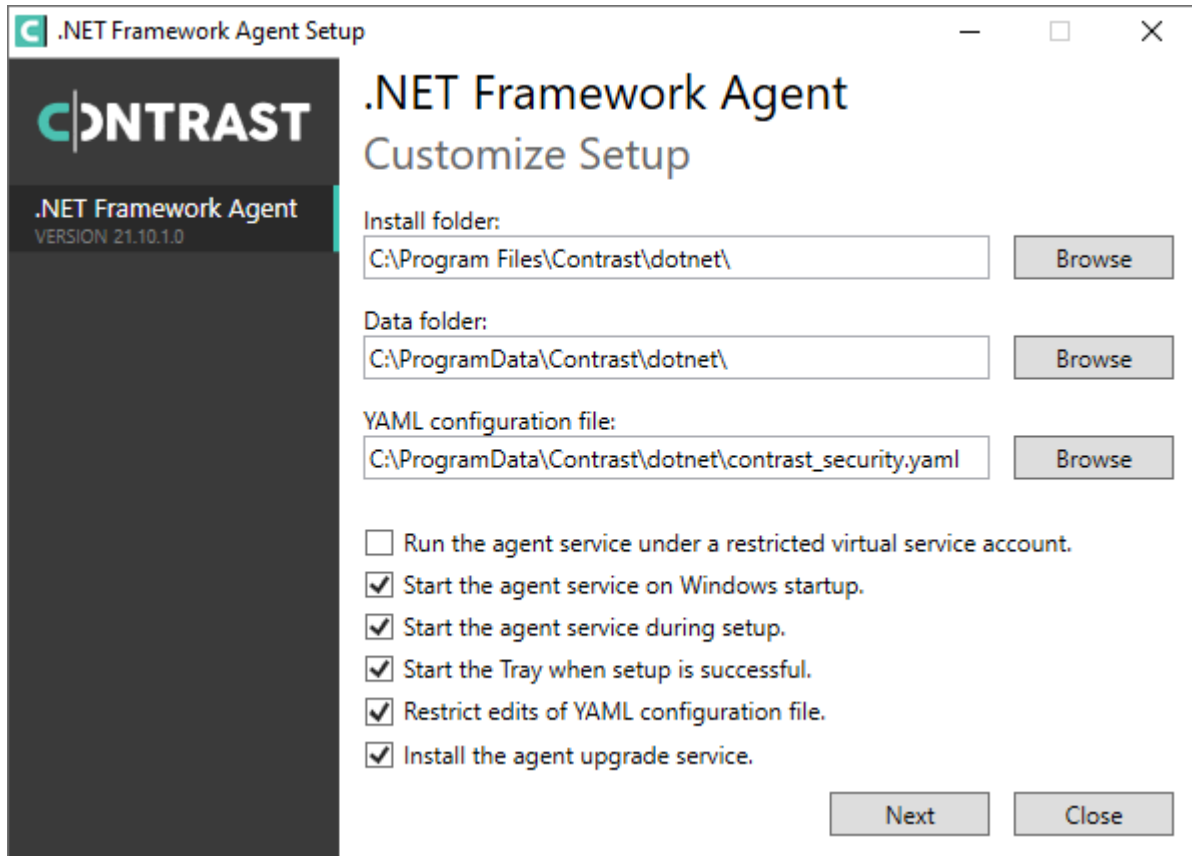 .NET Framework Agent Setup
CONTRAST
.NET Framework Agent
VERSION 21.10.1.0
.NET Framework Agent
Customize Setup
Install folder:
C:\Program Files\Contrast\dotnet\
Browse
Data folder:
C:\ProgramData\Contrast\dotnet\
Browse
YAML configuration file:
C:\ProgramData\Contrast\dotnet\contrast_security.yaml
Browse
Run the agent service under a restricted virtual service account.
Start the agent service on Windows startup.
Start the agent service during setup.
Start the Tray when setup is successful.
Restrict edits of YAML configuration file.
Install the agent upgrade service.
Next
Close